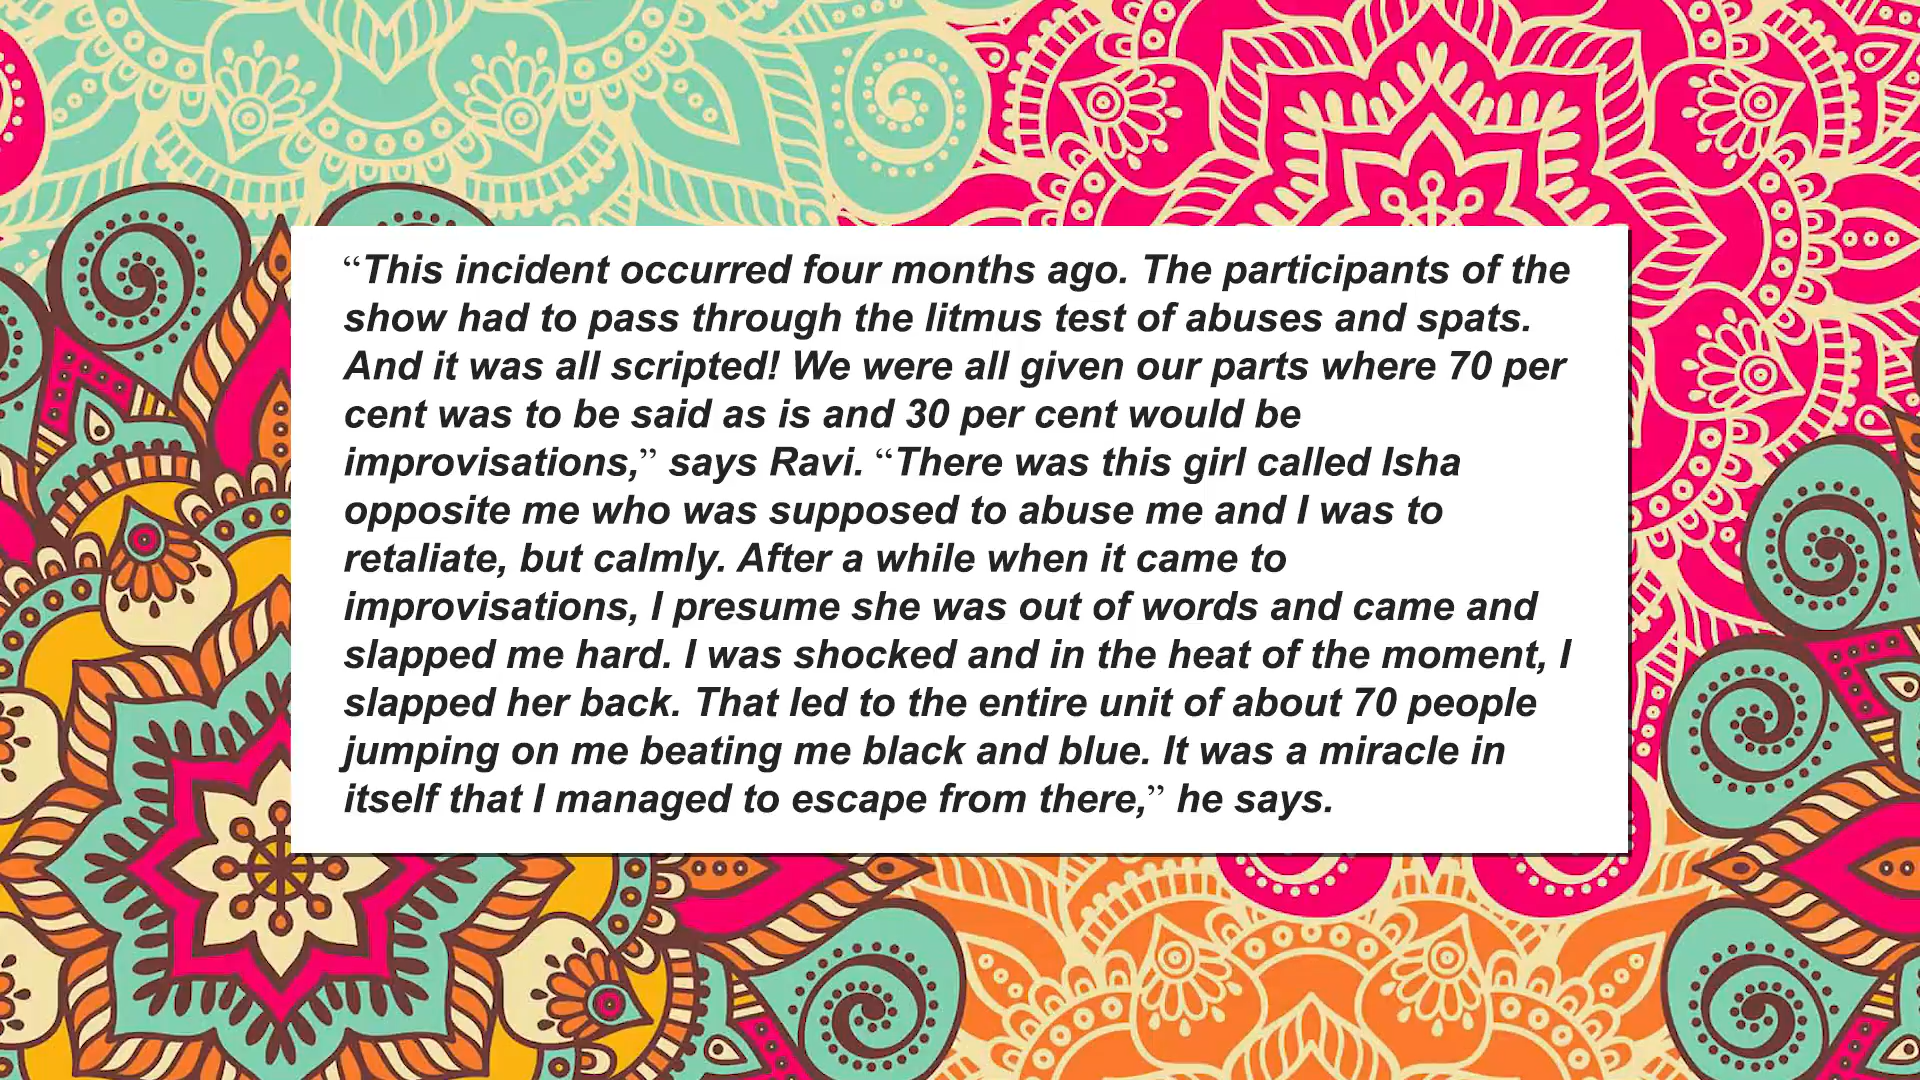 “This incident occurred four months ago. The participants of the
show had to pass through the litmus test of abuses and spats.
And it was all scripted! We were all given our parts where 70 per
cent was to be said as is and 30 per cent would be
improvisations,” says Ravi. “There was this girl called Isha
opposite me who was supposed to abuse me and I was to
retaliate, but calmly. After a while when it came to
improvisations, I presume she was out of words and came and
slapped me hard. I was shocked and in the heat of the moment, I
slapped her back. That led to the entire unit of about 70 people
jumping on me beating me black and blue. It was a miracle in
itself that I managed to escape from there,” he says.